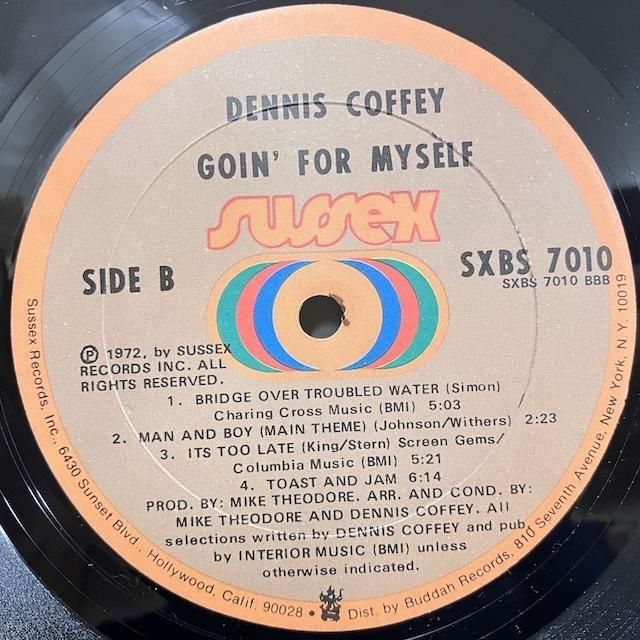 DENNIS COFFEY
GOIN' FOR MYSELF
sussex
SIDE B
SXBS 7010
SXBS 7010 BBB
Ⓟ 1972, by SUSSEX
RECORDS INC. ALL
RIGHTS RESERVED.
1. BRIDGE OVER TROUBLED WATER (Simon)
Charing Cross Music (BMI) 5:03
2. MAN AND BOY (MAIN THEME) (Johnson/Withers) 2:23
3. ITS TOO LATE (King/Stern) Screen Gems/
Columbia Music (BMI) 5:21
4. TOAST AND JAM 6:14
PROD. BY: MIKE THEODORE. ARR. AND COND. BY:
MIKE THEODORE AND DENNIS COFFEY. All
selections written by DENNIS COFFEY and pub.
by INTERIOR MUSIC (BMI) unless
otherwise indicated.
Sussex Records, Inc., 6430 Sunset Blvd., Hollywood, Calif. 90028 • Dist. by Buddah Records, 810 Seventh Avenue, New York, N.Y. 10019